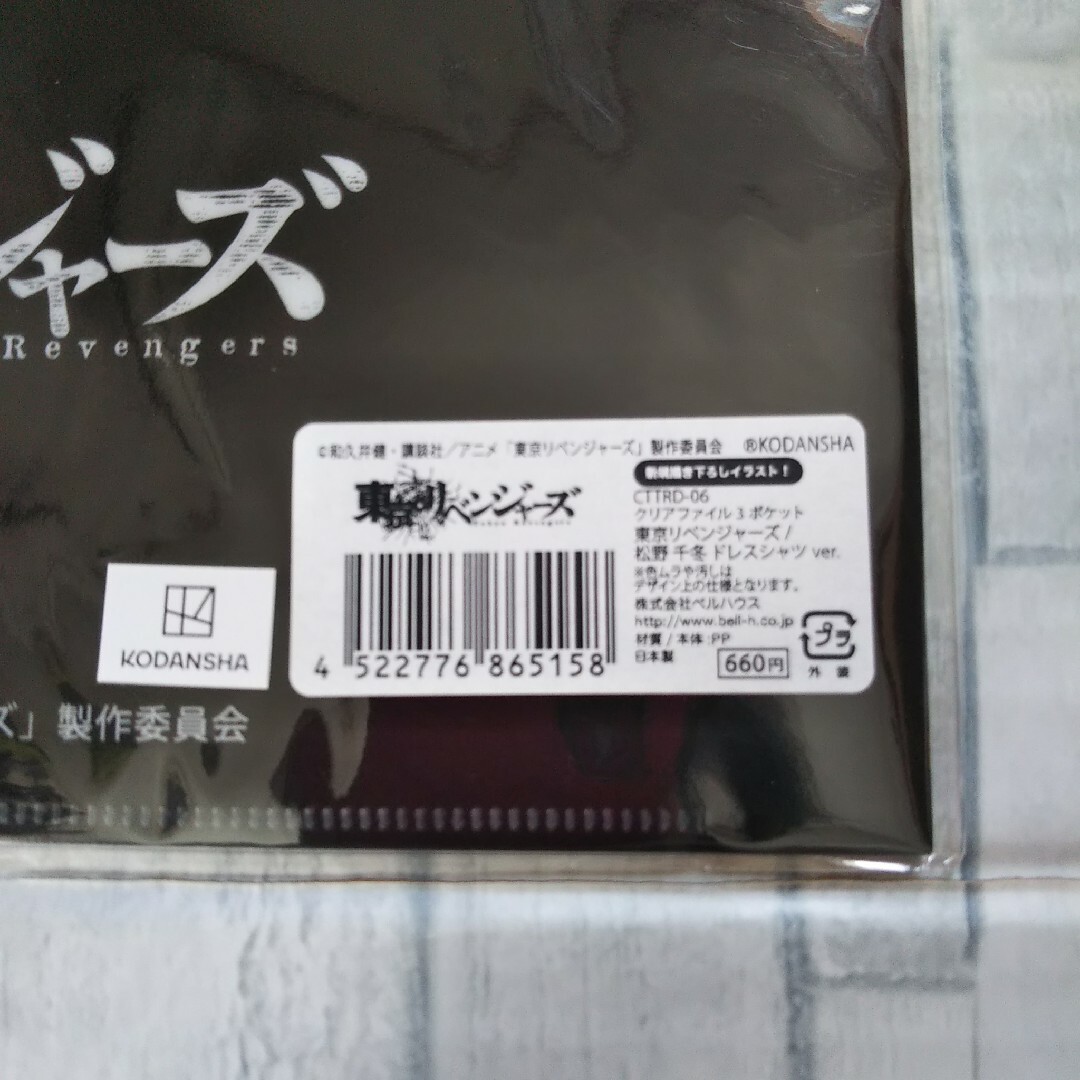 ジャーズ
Revengers
©和久井健・講談社／アニメ「東京リベンジャーズ」製作委員会 ®KODANSHA
東京リベンジャーズ
新規描き下ろしイラスト！
CTTRD-06
クリアファイル3ポケット
東京リベンジャーズ /
松野 千冬 ドレスシャツ ver.
※色ムラや汚しは
デザイン上の仕様となります。
株式会社ベルハウス
http://www.bell-h.co.jp
材質 / 本体:PP
日本製
660円
プラ
外装
4 522776 865158
KODANSHA
ズ」製作委員会